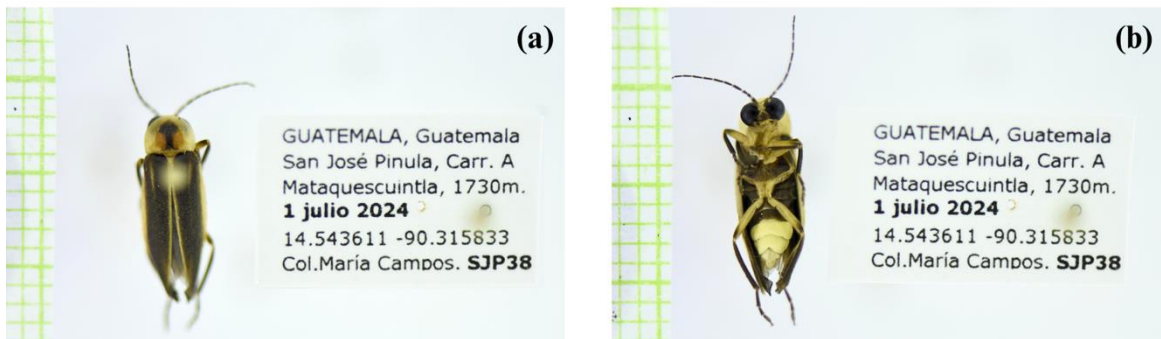 (a)
GUATEMALA, Guatemala
San José Pinula, Carr. A
Mataquescuintla, 1730m.
1 julio 2024
14.543611 -90.315833
Col.María Campos. SJP38
(b)
GUATEMALA, Guatemala
San José Pinula, Carr. A
Mataquescuintla, 1730m.
1 julio 2024
14.543611 -90.315833
Col.María Campos. SJP38